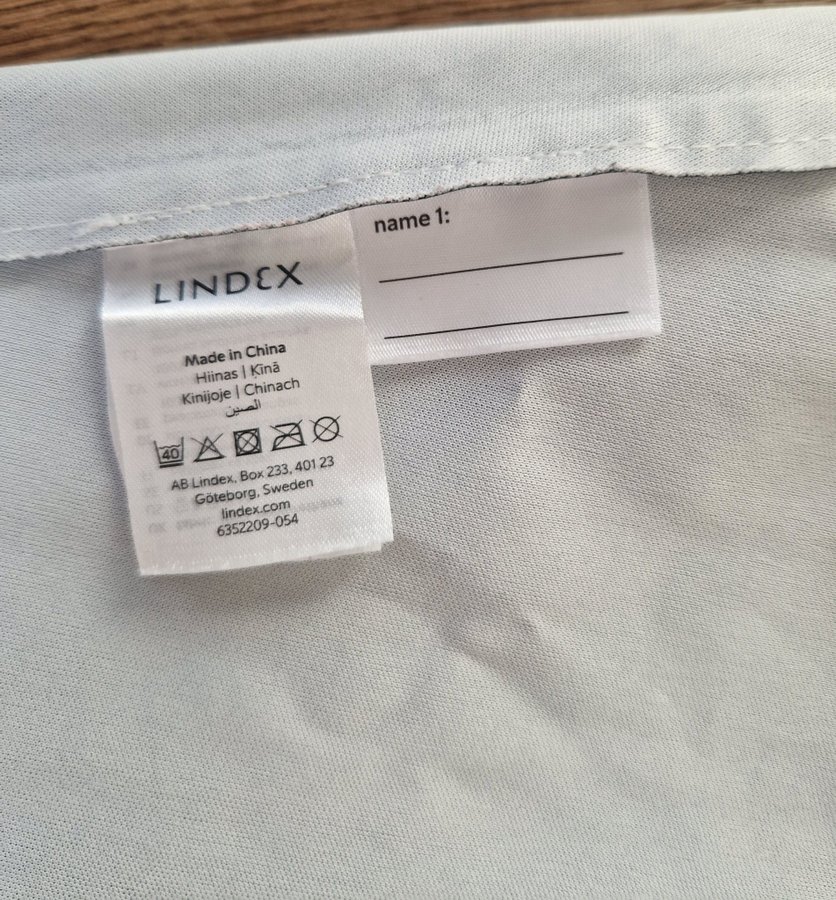 LINDEX
Made in China
Hiinas | Ķīnā
Kinijoje | Chinach
الصين
40
AB Lindex, Box 233, 401 23
Göteborg, Sweden
lindex.com
6352209-054
name 1: